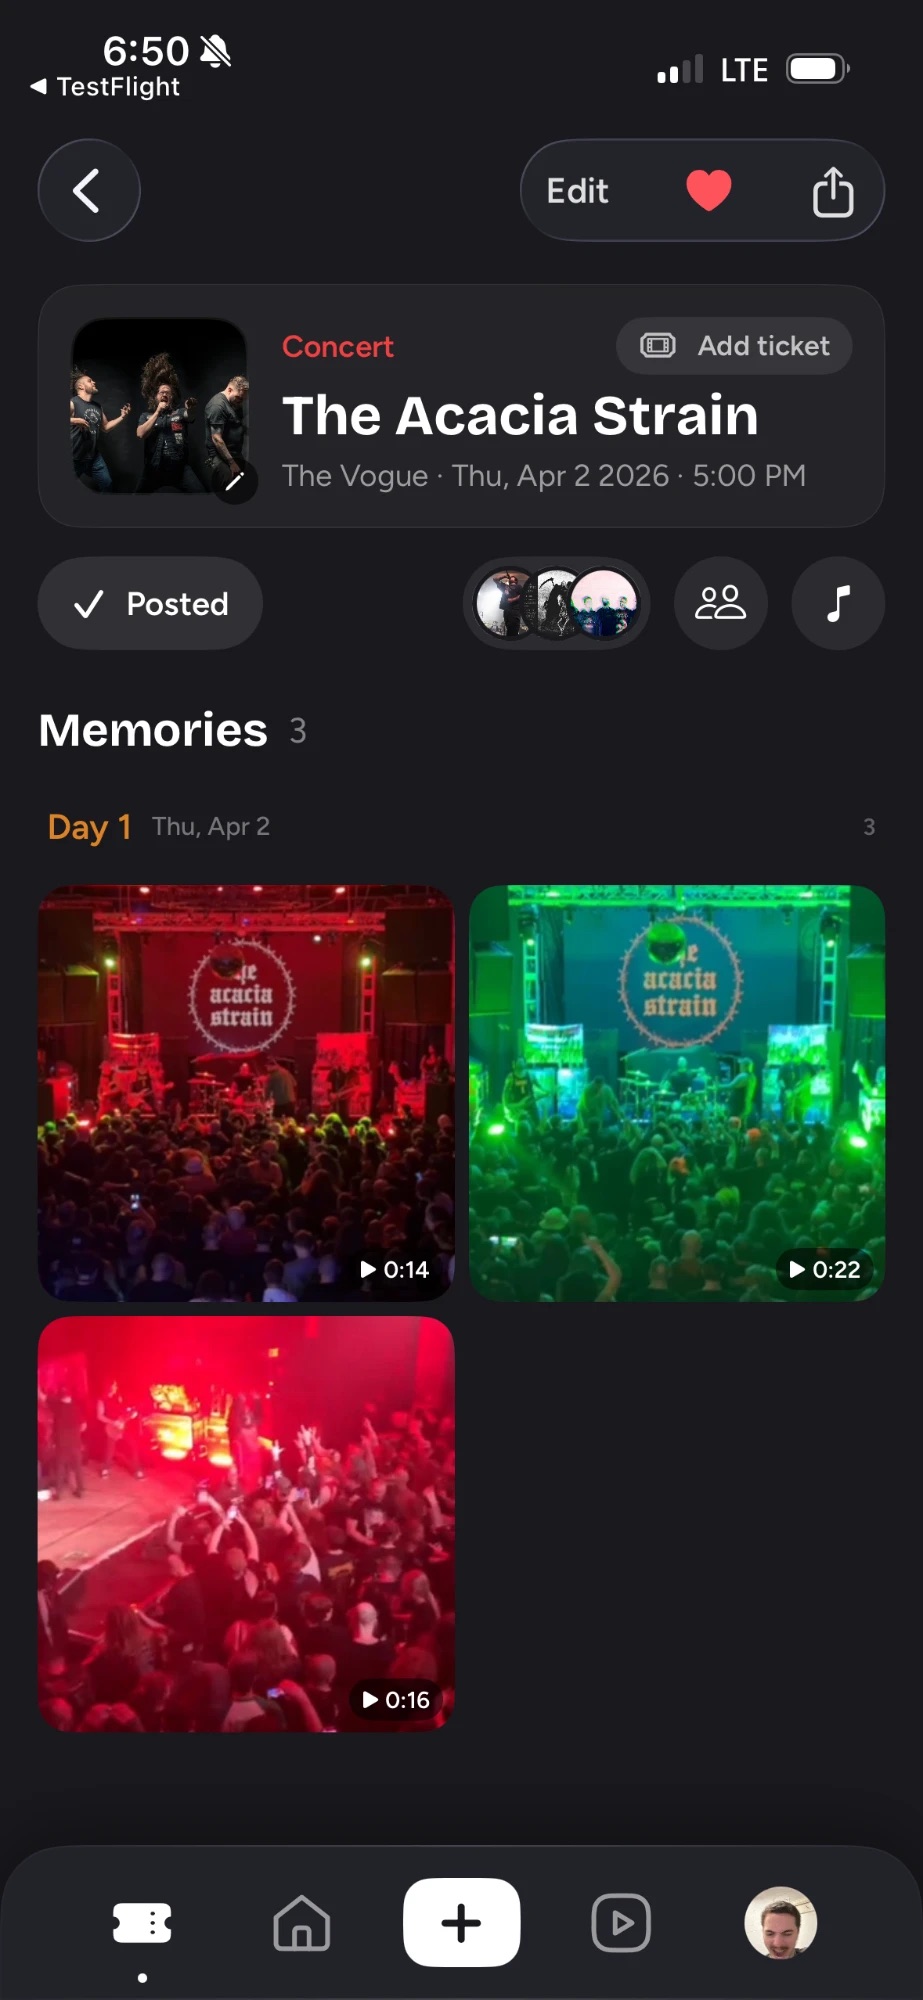 6:50
TestFlight
LTE
Edit
Concert
Add ticket
The Acacia Strain
The Vogue · Thu, Apr 2 2026 · 5:00 PM
Posted
Memories 3
Day 1 Thu, Apr 2
3
acacia
strain
0:14
acacia
strain
0:22
0:16